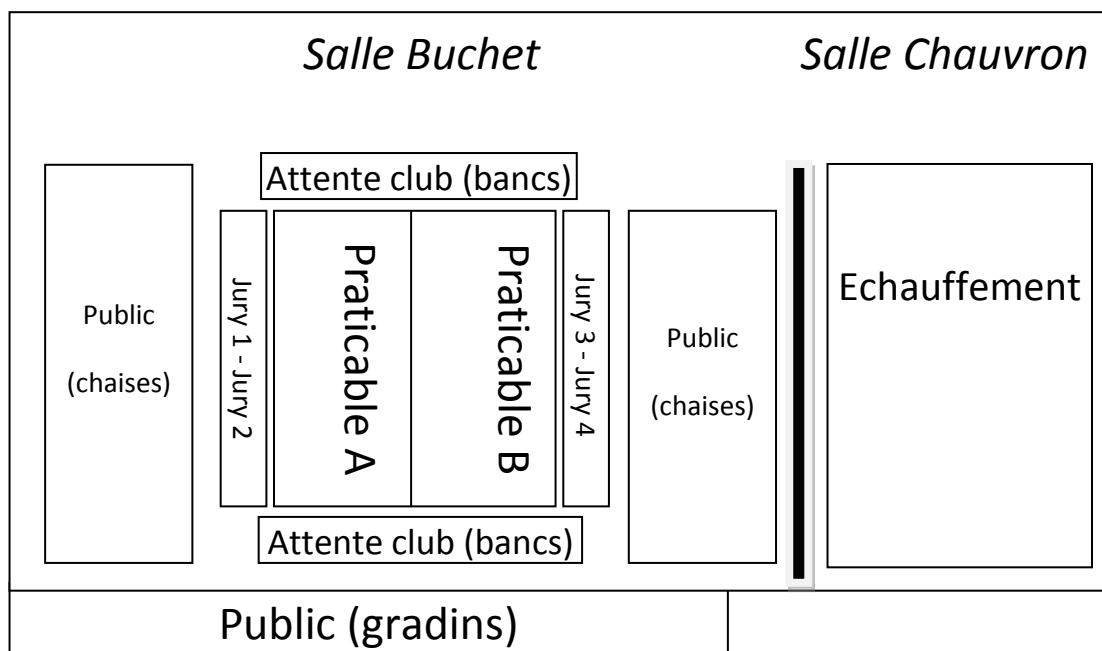 Salle Buchet
Salle Chauvron
Attente club (bancs)
Public
(chaises)
Jury 1 - Jury 2
Praticable A
Praticable B
Jury 3 - Jury 4
Public
(chaises)
Echauffement
Attente club (bancs)
Public (gradins)